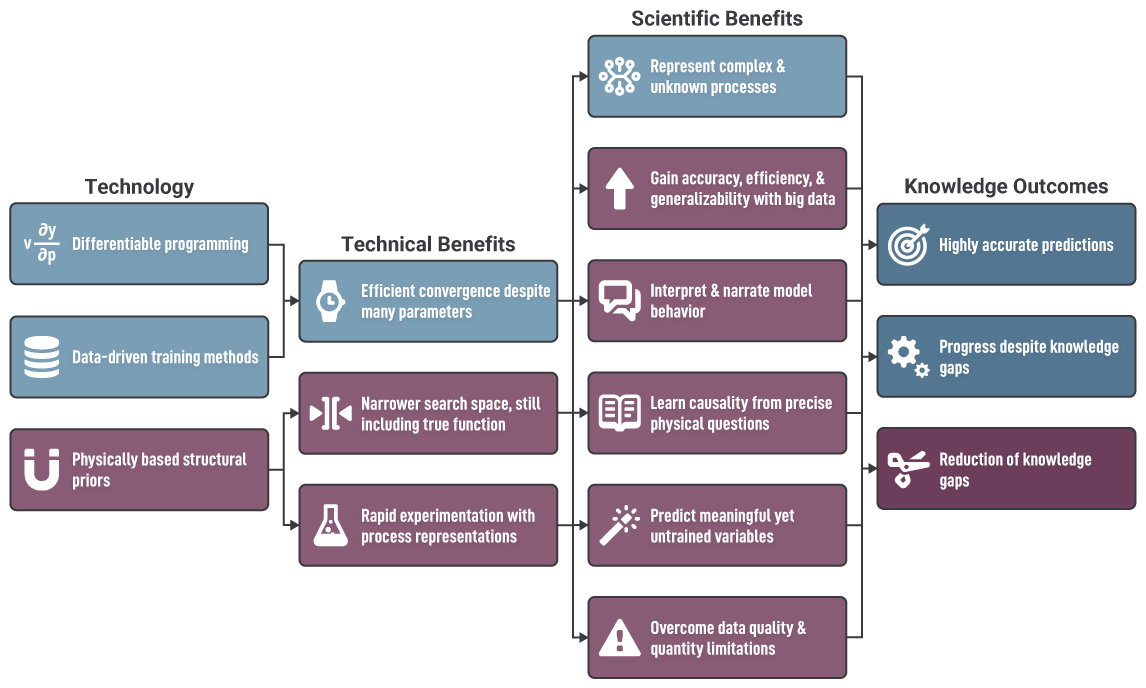 Technology
v ∂y
∂p
Differentiable programming
Data-driven training methods
Physically based structural
priors
Technical Benefits
Efficient convergence despite
many parameters
Narrower search space, still
including true function
Rapid experimentation with
process representations
Scientific Benefits
Represent complex &
unknown processes
Gain accuracy, efficiency, &
generalizability with big data
Interpret & narrate model
behavior
Learn causality from precise
physical questions
Predict meaningful yet
untrained variables
Overcome data quality &
quantity limitations
Knowledge Outcomes
Highly accurate predictions
Progress despite knowledge
gaps
Reduction of knowledge
gaps